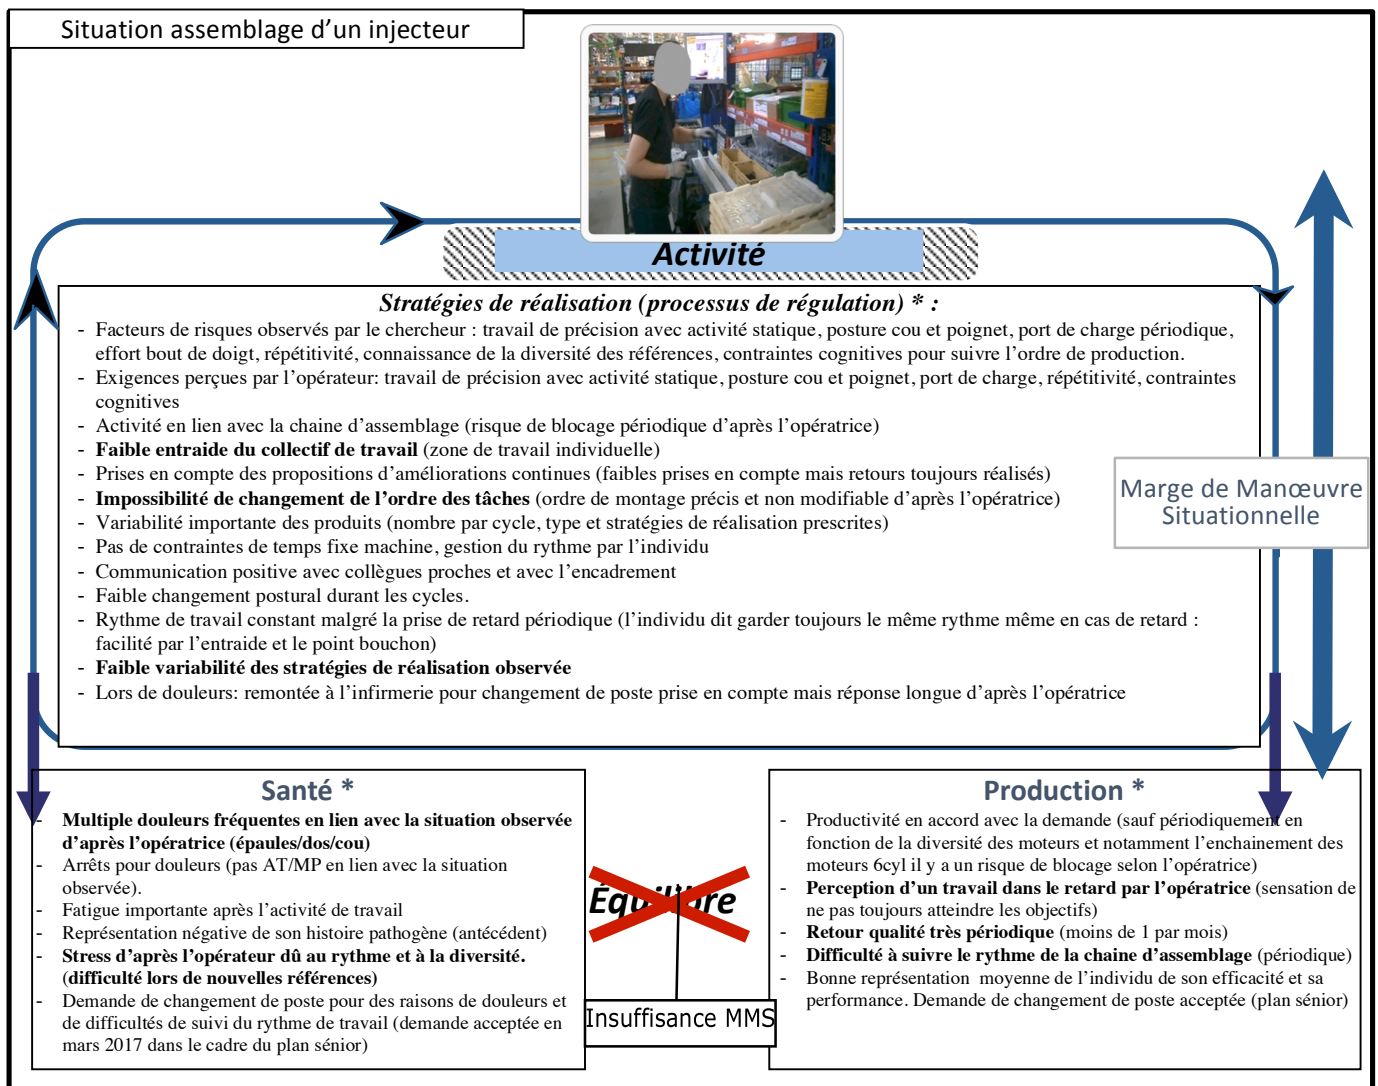 Situation assemblage d’un injecteur
Activité
Stratégies de réalisation (processus de régulation) * :
- Facteurs de risques observés par le chercheur : travail de précision avec activité statique, posture cou et poignet, port de charge périodique,
effort bout de doigt, répétitivité, connaissance de la diversité des références, contraintes cognitives pour suivre l’ordre de production.
- Exigences perçues par l’opérateur: travail de précision avec activité statique, posture cou et poignet, port de charge, répétitivité, contraintes
cognitives
- Activité en lien avec la chaine d’assemblage (risque de blocage périodique d’après l’opératrice)
- Faible entraide du collectif de travail (zone de travail individuelle)
- Prises en compte des propositions d’améliorations continues (faibles prises en compte mais retours toujours réalisés)
- Impossibilité de changement de l’ordre des tâches (ordre de montage précis et non modifiable d’après l’opératrice)
- Variabilité importante des produits (nombre par cycle, type et stratégies de réalisation prescrites)
- Pas de contraintes de temps fixe machine, gestion du rythme par l’individu
- Communication positive avec collègues proches et avec l’encadrement
- Faible changement postural durant les cycles.
- Rythme de travail constant malgré la prise de retard périodique (l’individu dit garder toujours le même rythme même en cas de retard :
facilité par l’entraide et le point bouchon)
- Faible variabilité des stratégies de réalisation observée
- Lors de douleurs: remontée à l’infirmerie pour changement de poste prise en compte mais réponse longue d’après l’opératrice
Marge de Manœuvre
Situationnelle
Santé *
- Multiple douleurs fréquentes en lien avec la situation observée
d’après l’opératrice (épaules/dos/cou)
- Arrêts pour douleurs (pas AT/MP en lien avec la situation
observée).
- Fatigue importante après l’activité de travail
- Représentation négative de son histoire pathogène (antécédent)
- Stress d’après l’opérateur dû au rythme et à la diversité.
(difficulté lors de nouvelles références)
- Demande de changement de poste pour des raisons de douleurs et
de difficultés de suivi du rythme de travail (demande acceptée en
mars 2017 dans le cadre du plan sénior)
Équilibre
Insuffisance MMS
Production *
- Productivité en accord avec la demande (sauf périodiquement en
fonction de la diversité des moteurs et notamment l’enchainement des
moteurs 6cyl il y a un risque de blocage selon l’opératrice)
- Perception d’un travail dans le retard par l’opératrice (sensation de
ne pas toujours atteindre les objectifs)
- Retour qualité très périodique (moins de 1 par mois)
- Difficulté à suivre le rythme de la chaine d’assemblage (périodique)
- Bonne représentation moyenne de l’individu de son efficacité et sa
performance. Demande de changement de poste acceptée (plan sénior)